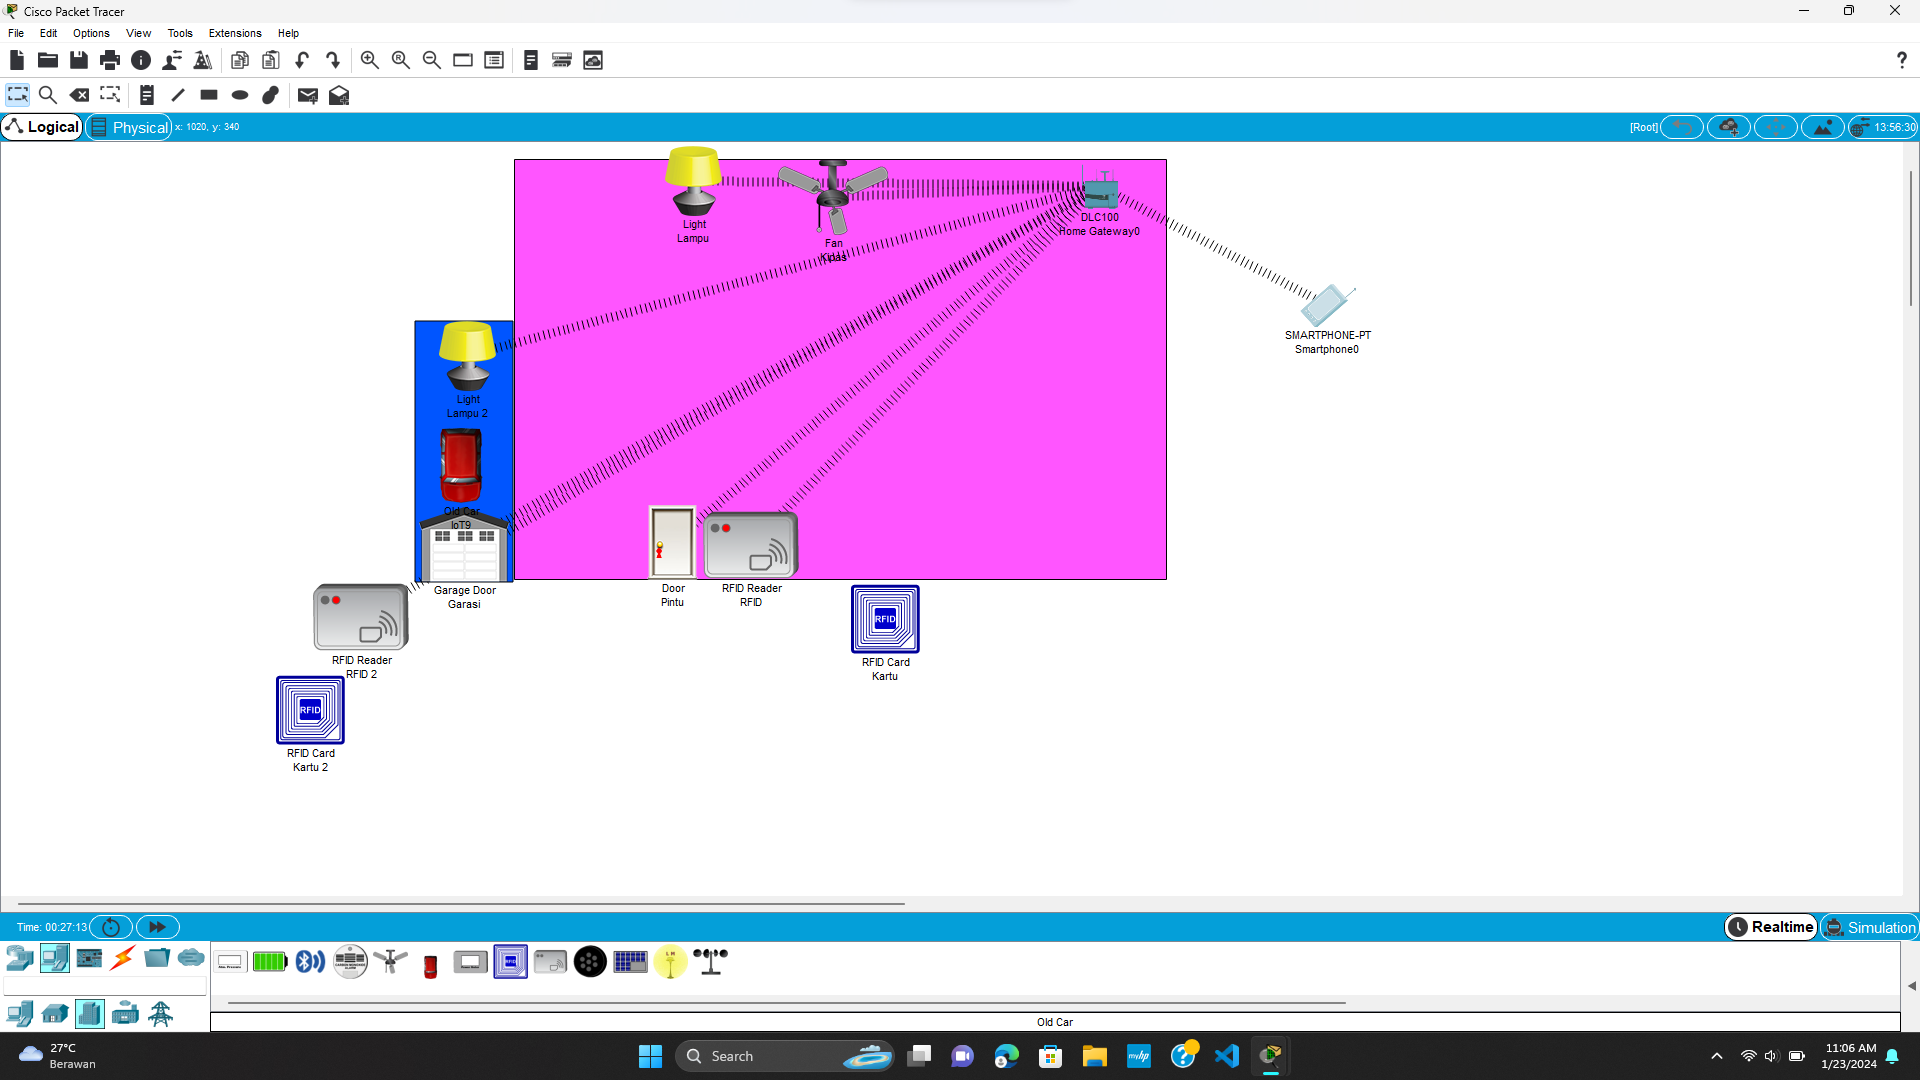 Cisco Packet Tracer
File Edit Options View Tools Extensions Help
Logical Physical x: 1020, y: 340 [Root] 13:56:30
Light
Lampu
Fan
Kipas
DLC100
Home Gateway0
SMARTPHONE-PT
Smartphone0
Light
Lampu 2
Old Car
IoT9
Garage Door
Garasi
Door
Pintu
RFID Reader
RFID
RFID
RFID Card
Kartu
RFID Reader
RFID 2
RFID
RFID Card
Kartu 2
Time: 00:27:13 Realtime Simulation
Old Car
27°C
Berawan
Search
myhp
11:06 AM
1/23/2024